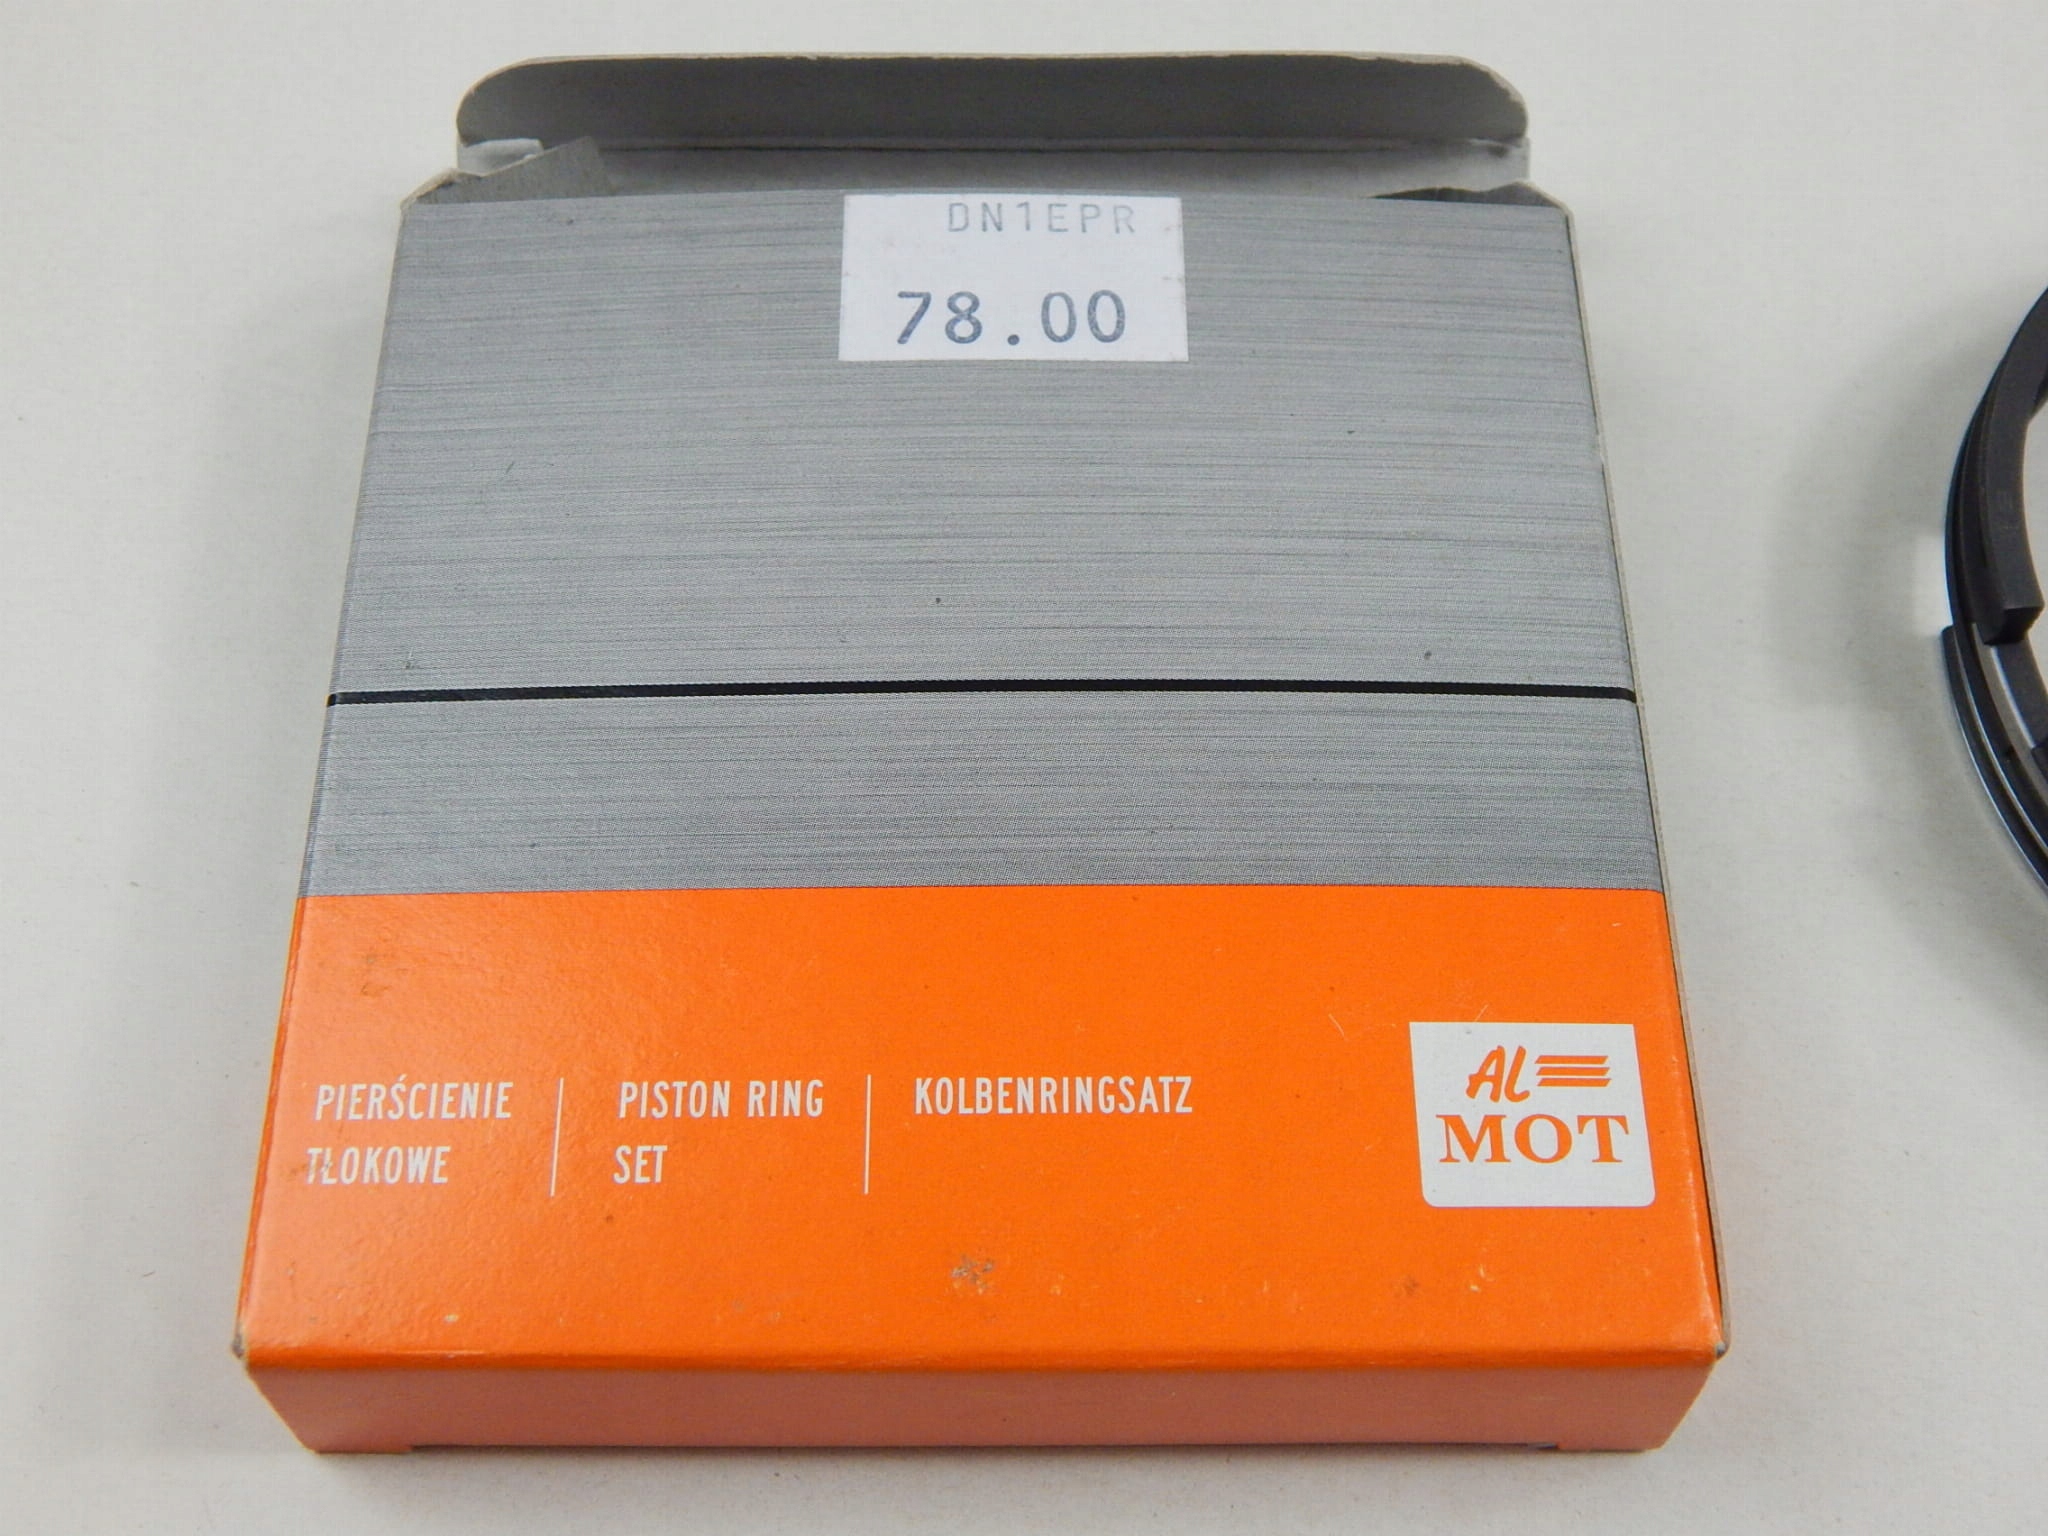 DN1EPR
78.00
PIERŚCIENIE
TŁOKOWE
PISTON RING
SET
KOLBENRINGSATZ
AL
MOT